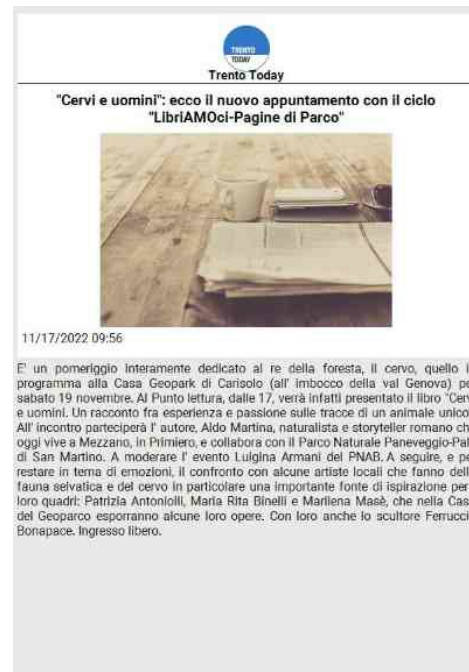 TRENTO
TODAY
Trento Today
"Cervi e uomini": ecco il nuovo appuntamento con il ciclo
"LibriAMOci-Pagine di Parco"
11/17/2022 09:56
E' un pomeriggio interamente dedicato al re della foresta, il cervo, quello i
programma alla Casa Geopark di Carisolo (all' imbocco della val Genova) pe
sabato 19 novembre. Al Punto lettura, dalle 17, verrà infatti presentato il libro "Cerv
e uomini. Un racconto fra esperienza e passione sulle tracce di un animale unico
All' incontro parteciperà l' autore, Aldo Martina, naturalista e storyteller romano ch
oggi vive a Mezzano, in Primiero, e collabora con il Parco Naturale Paneveggio-Pal
di San Martino. A moderare l' evento Luigina Armani del PNAB. A seguire, e pe
restare in tema di emozioni, il confronto con alcune artiste locali che fanno dell
fauna selvatica e del cervo in particolare una importante fonte di ispirazione per
loro quadri: Patrizia Antoniolli, Maria Rita Binelli e Marilena Masè, che nella Cas
del Geoparco esporranno alcune loro opere. Con loro anche lo scultore Ferrucci
Bonapace. Ingresso libero.